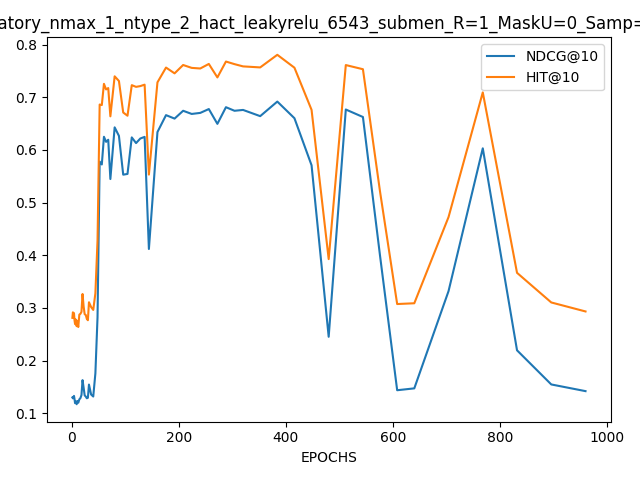 atory_nmax_1_ntype_2_hact_leakyrelu_6543_submen_R=1_MaskU=0_Samp=
NDCG@10
HIT@10
0.8
0.7
0.6
0.5
0.4
0.3
0.2
0.1
0 200 400 600 800 1000
EPOCHS